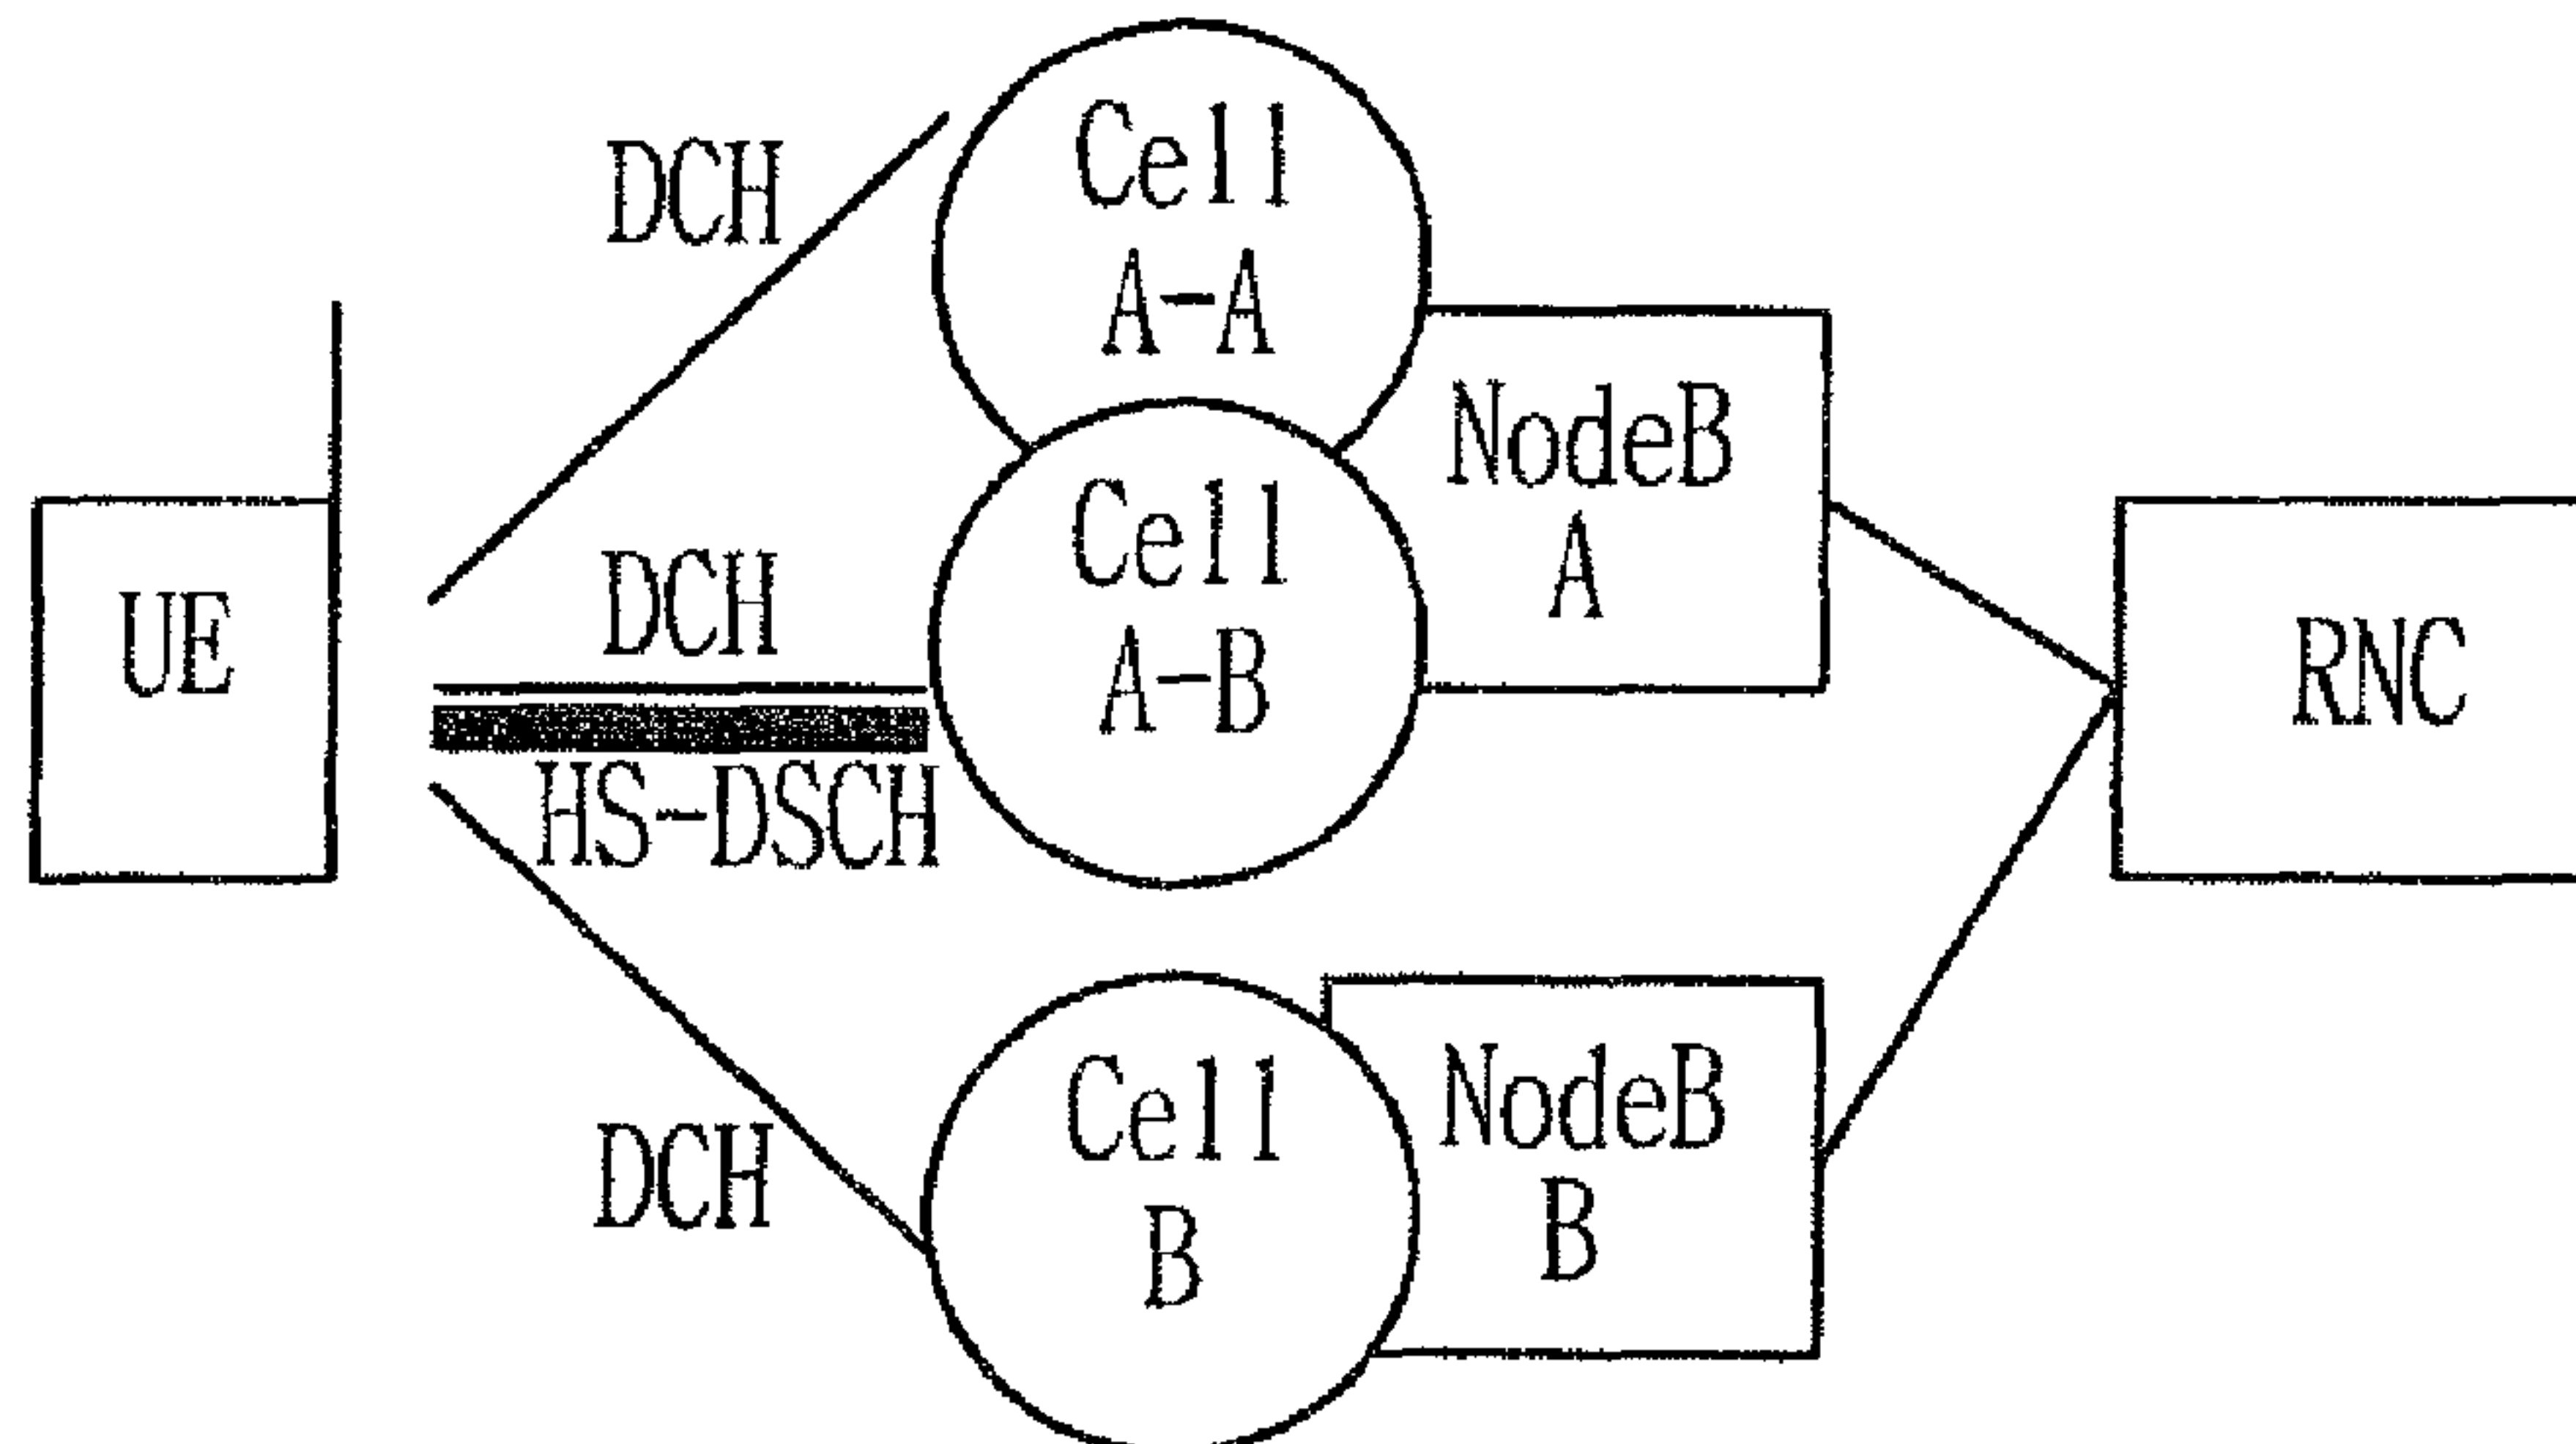 DCH
Cell
A-A
NodeB
A
UE
DCH
HS-DSCH
Cell
A-B
RNC
DCH
Cell
B
NodeB
B